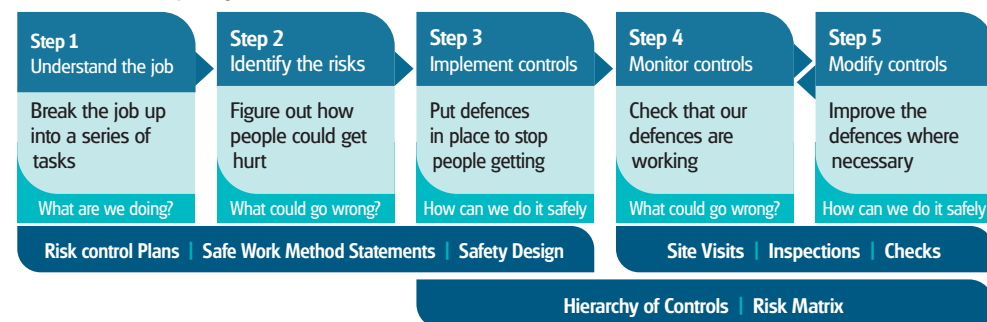 Step 1
Understand the job
Break the job up
into a series of
tasks
What are we doing?
Step 2
Identify the risks
Figure out how
people could get
hurt
What could go wrong?
Step 3
Implement controls
Put defences
in place to stop
people getting
How can we do it safely
Step 4
Monitor controls
Check that our
defences are
working
What could go wrong?
Step 5
Modify controls
Improve the
defences where
necessary
How can we do it safely
Risk control Plans | Safe Work Method Statements | Safety Design
Site Visits | Inspections | Checks
Hierarchy of Controls | Risk Matrix